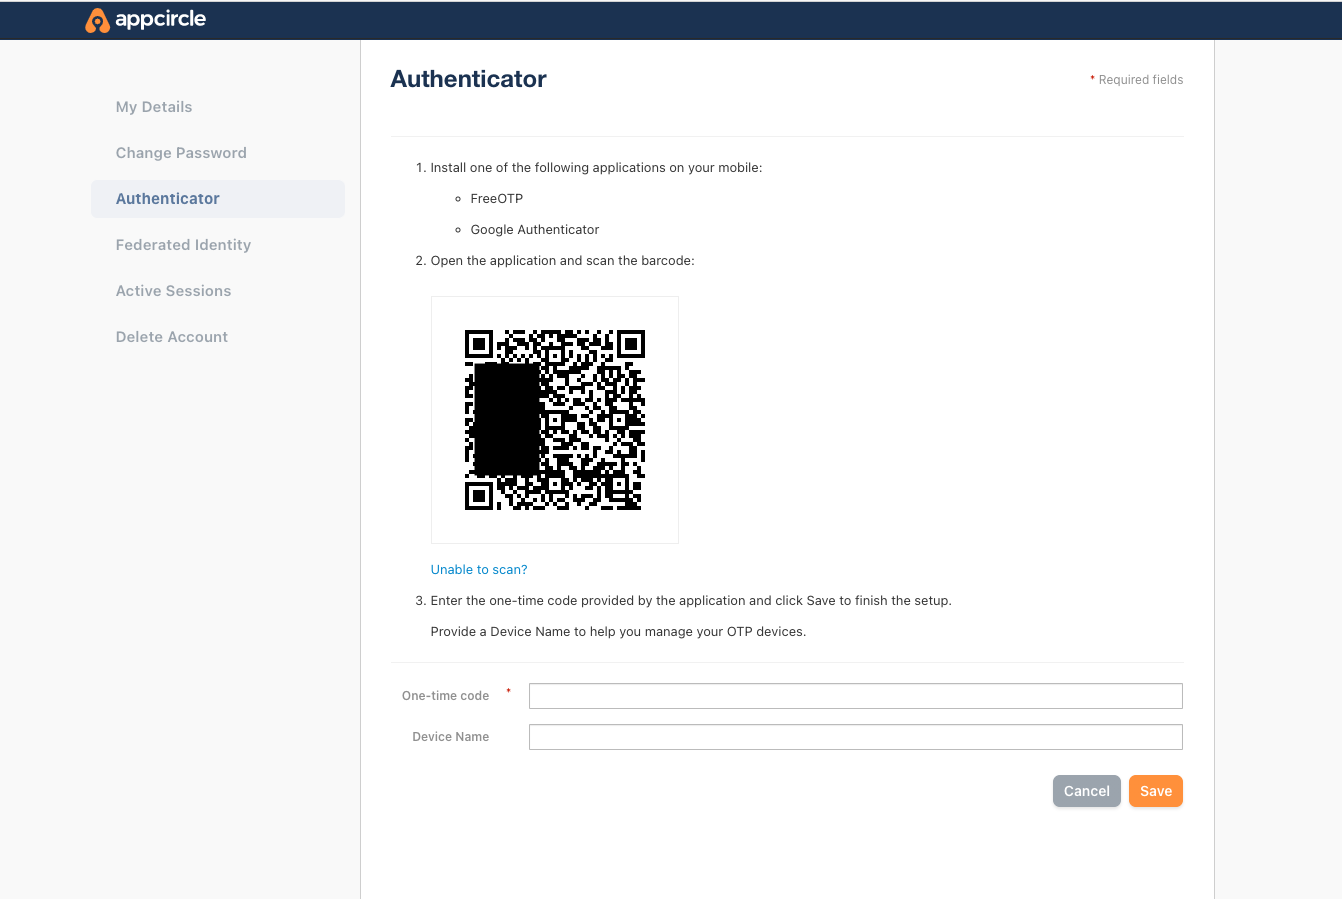 appcircle
My Details
Change Password
Authenticator
Federated Identity
Active Sessions
Delete Account
Authenticator
* Required fields
1. Install one of the following applications on your mobile:
FreeOTP
Google Authenticator
2. Open the application and scan the barcode:
Unable to scan?
3. Enter the one-time code provided by the application and click Save to finish the setup.
Provide a Device Name to help you manage your OTP devices.
One-time code *
Device Name
Cancel Save